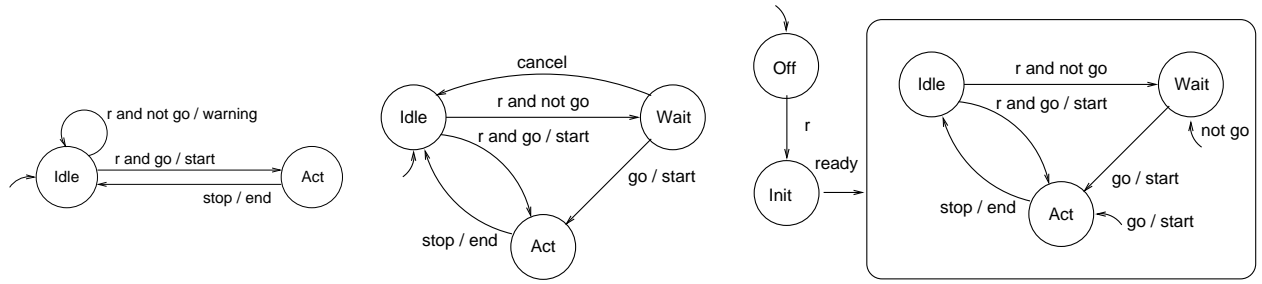 r and not go / warning
Idle
r and go / start
stop / end
Act
cancel
Idle
r and not go
Wait
r and go / start
go / start
stop / end
Act
Off
r
Init
ready
Idle
r and not go
Wait
r and go / start
not go
go / start
stop / end
Act
go / start